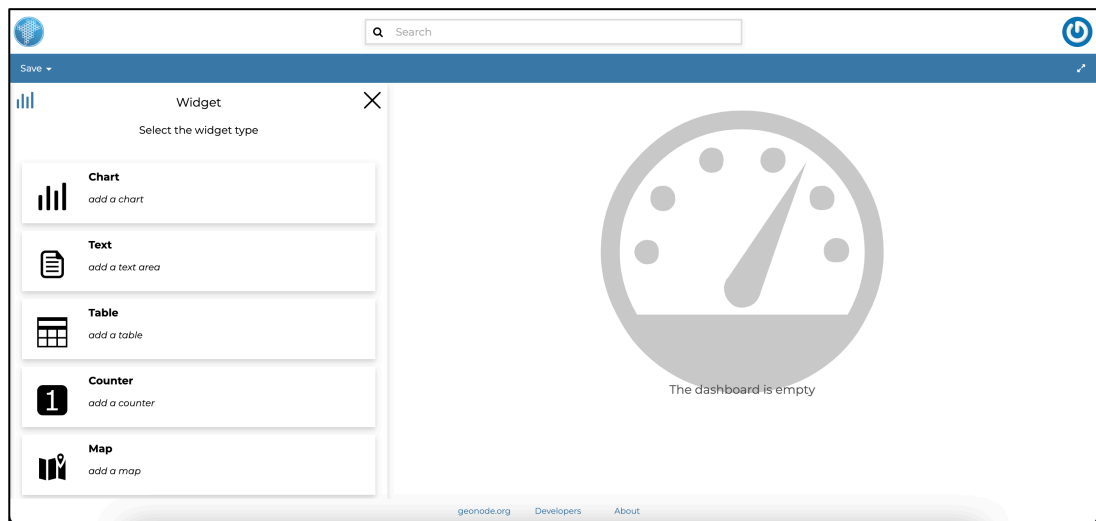 Search
Save
Widget
Select the widget type
Chart
add a chart
Text
add a text area
Table
add a table
1
Counter
add a counter
Map
add a map
The dashboard is empty
geonode.org Developers About